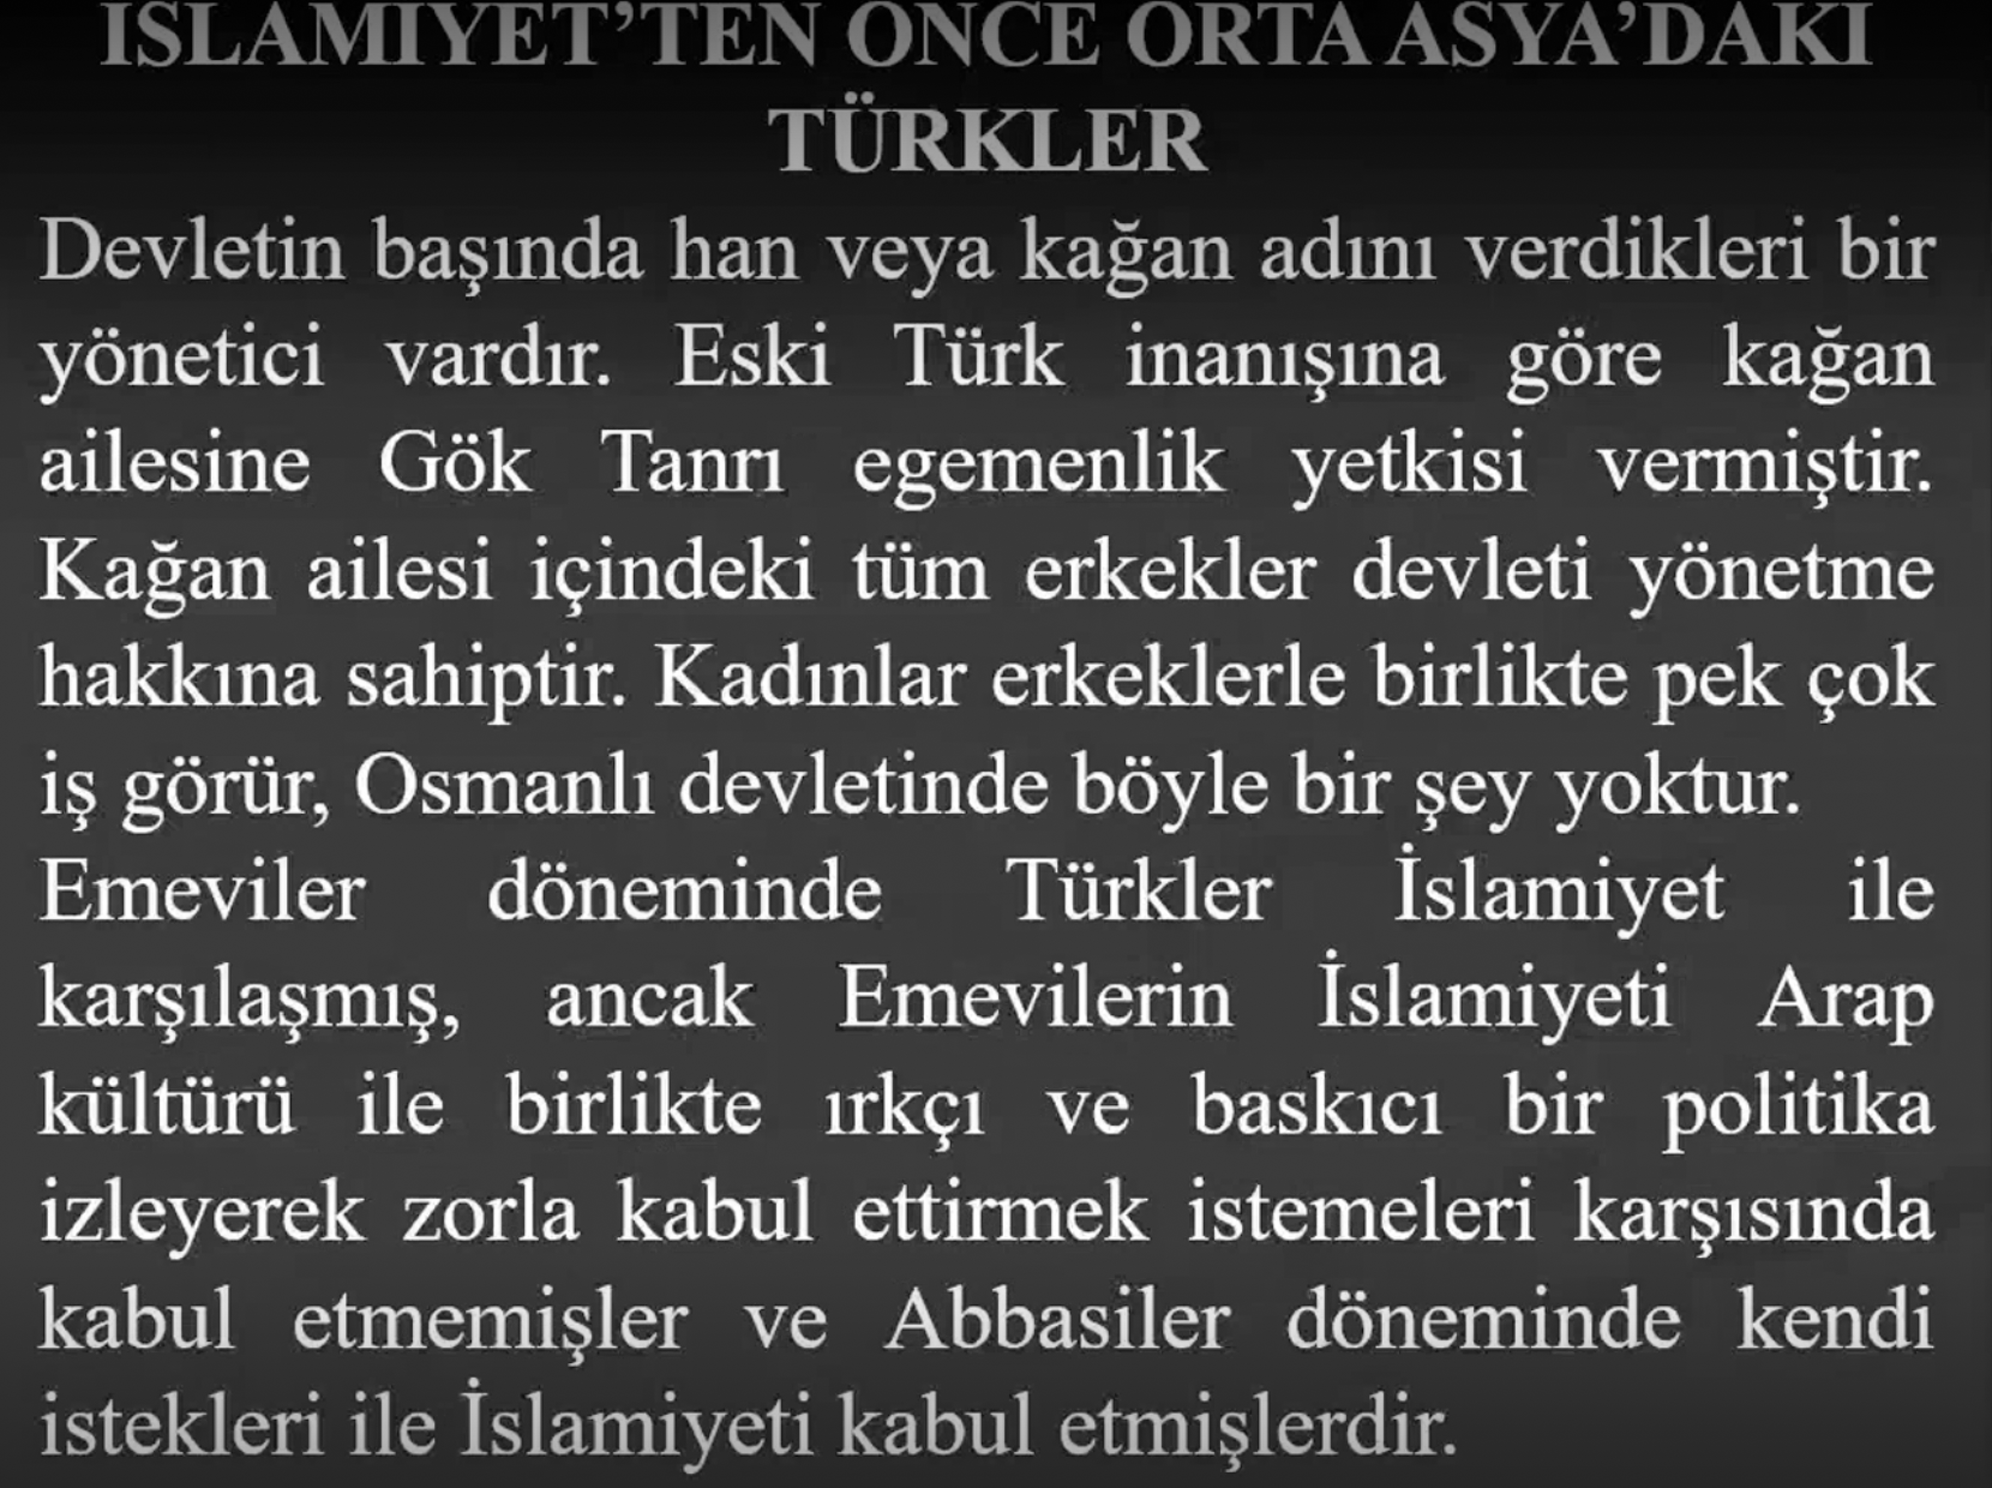 İSLAMİYET’TEN ÖNCE ORTA ASYA’DAKİ
TÜRKLER
Devletin başında han veya kağan adını verdikleri bir
yönetici vardır. Eski Türk inanışına göre kağan
ailesine Gök Tanrı egemenlik yetkisi vermiştir.
Kağan ailesi içindeki tüm erkekler devleti yönetme
hakkına sahiptir. Kadınlar erkeklerle birlikte pek çok
iş görür, Osmanlı devletinde böyle bir şey yoktur.
Emeviler döneminde Türkler İslamiyet ile
karşılaşmış, ancak Emevilerin İslamiyeti Arap
kültürü ile birlikte ırkçı ve baskıcı bir politika
izleyerek zorla kabul ettirmek istemeleri karşısında
kabul etmemişler ve Abbasiler döneminde kendi
istekleri ile İslamiyeti kabul etmişlerdir.